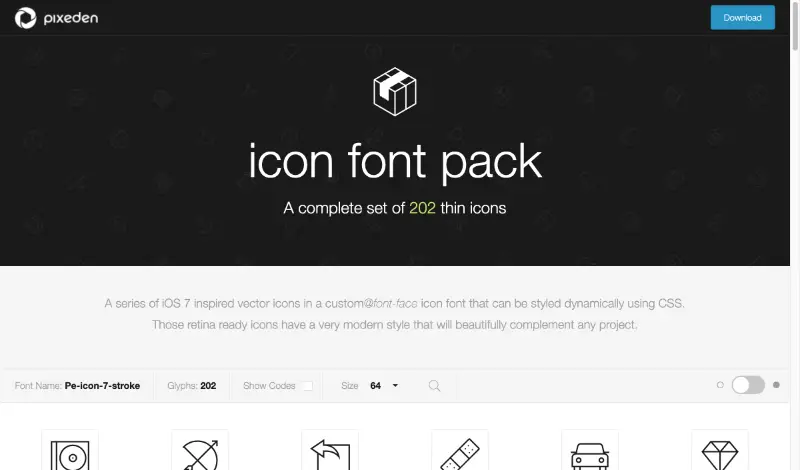 pixeden
Download
icon font pack
A complete set of 202 thin icons
A series of iOS 7 inspired vector icons in a custom@font-face icon font that can be styled dynamically using CSS.
Those retina ready icons have a very modern style that will beautifully complement any project.
Font Name: Pe-icon-7-stroke Glyphs: 202 Show Codes Size 64